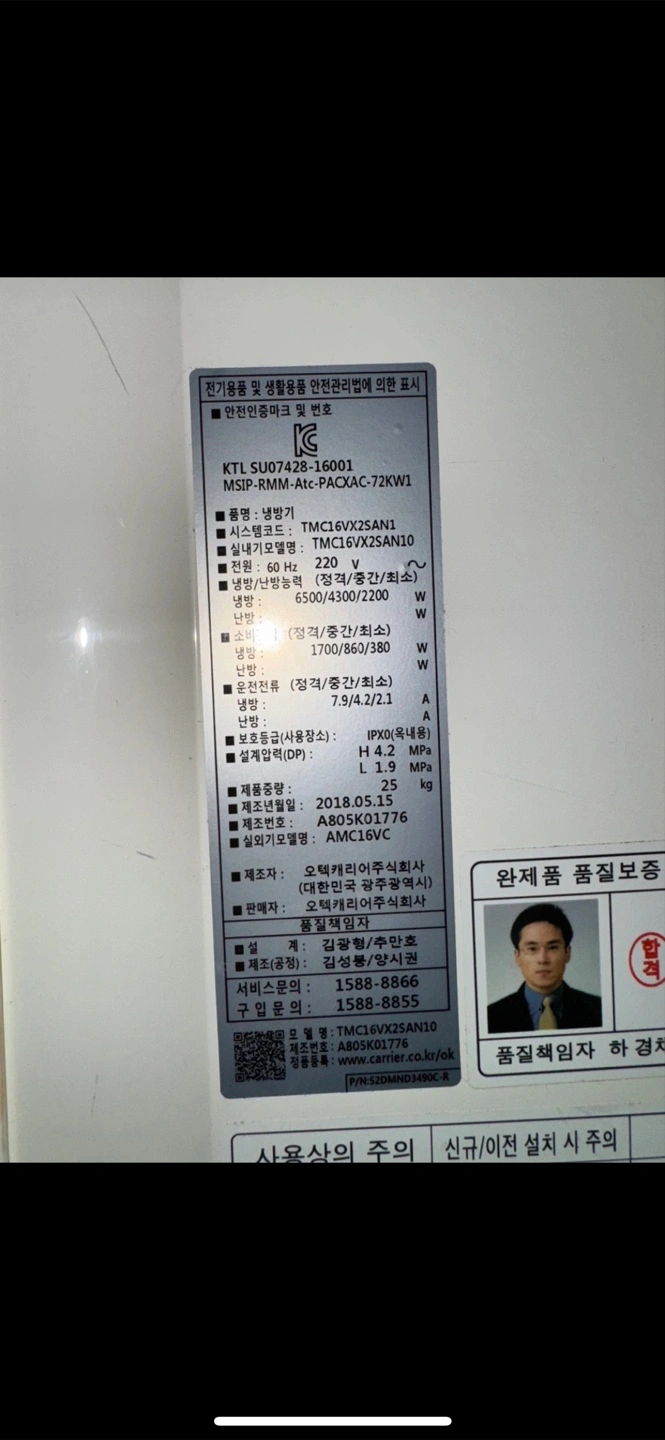 전기용품 및 생활용품 안전관리법에 의한 표시
■ 안전인증마크 및 번호
KC
KTL SU07428-16001
MSIP-RMM-Atc-PACXAC-72KW1
■ 품명 : 냉방기
■ 시스템코드 : TMC16VX2SAN1
■ 실내기모델명 : TMC16VX2SAN10
■ 전원 : 60 Hz 220 V ~
■ 냉방/난방능력 (정격/중간/최소)
냉방 : 6500/4300/2200 W
난방 : W
■ 소비 (정격/중간/최소)
냉방 : 1700/860/380 W
난방 : W
■ 운전전류 (정격/중간/최소)
냉방 : 7.9/4.2/2.1 A
난방 : A
■ 보호등급(사용장소) : IPX0(옥내용)
■ 설계압력(DP) : H 4.2 MPa
L 1.9 MPa
■ 제품중량 : 25 kg
■ 제조년월일 : 2018.05.15
■ 제조번호 : A805K01776
■ 실외기모델명 : AMC16VC
■ 제조자 : 오텍캐리어주식회사
(대한민국 광주광역시)
■ 판매자 : 오텍캐리어주식회사
품질책임자
■ 설 계 : 김광형/추만호
■ 제조(공정) : 김성붕/양시권
서비스문의 : 1588-8866
구입문의 : 1588-8855
모델명 : TMC16VX2SAN10
제조번호 : A805K01776
정품등록 : www.carrier.co.kr/ok
P/N:S2DMND3490C-R
완제품 품질보증
합격
품질책임자 하 경
사용상의 주의
신규/이전 설치 시 주의